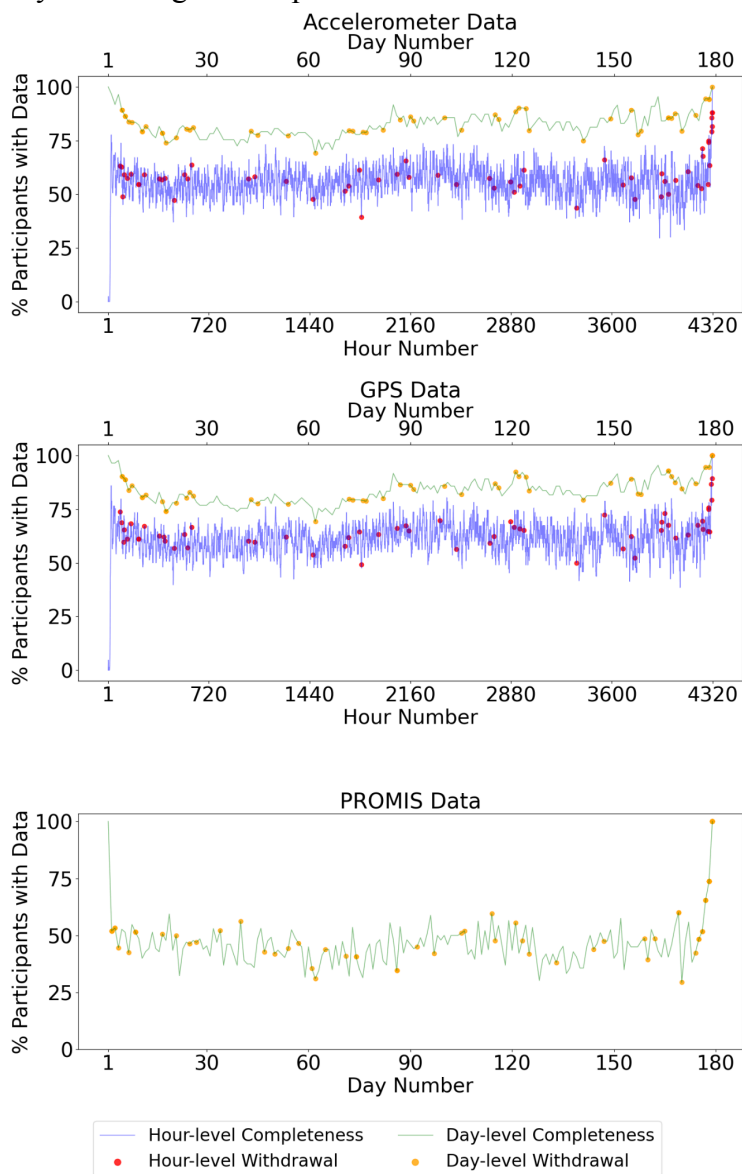 Accelerometer Data
Day Number
1 30 60 90 120 150 180
% Participants with Data
100
75
50
25
0
1 720 1440 2160 2880 3600 4320
Hour Number
GPS Data
Day Number
1 30 60 90 120 150 180
% Participants with Data
100
75
50
25
0
1 720 1440 2160 2880 3600 4320
Hour Number
PROMIS Data
% Participants with Data
100
75
50
25
0
1 30 60 90 120 150 180
Day Number
Hour-level Completeness Day-level Completeness
Hour-level Withdrawal Day-level Withdrawal